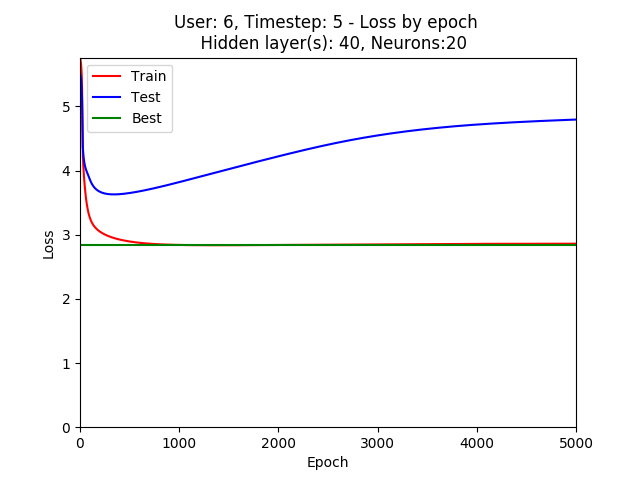 User: 6, Timestep: 5 - Loss by epoch
Hidden layer(s): 40, Neurons:20
Train
Test
Best
5
4
3
2
1
0
Loss
0 1000 2000 3000 4000 5000
Epoch